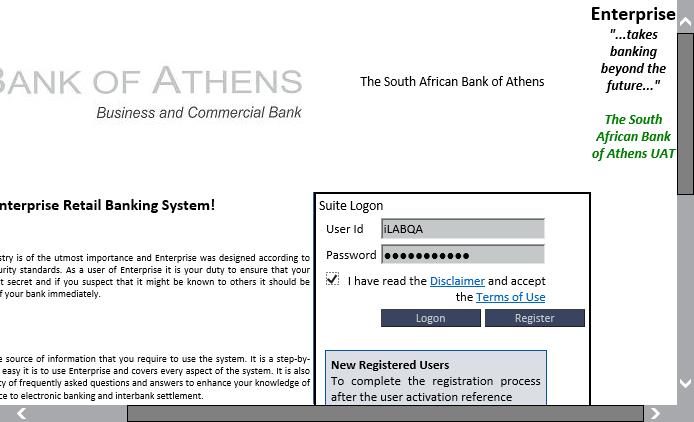 Enterprise
"...takes
banking
beyond the
future..."
The South
African Bank
of Athens UAT
BANK OF ATHENS
Business and Commercial Bank
The South African Bank of Athens
nterprise Retail Banking System!
stry is of the utmost importance and Enterprise was designed according to
urity standards. As a user of Enterprise it is your duty to ensure that your
t secret and if you suspect that it might be known to others it should be
f your bank immediately.
e source of information that you require to use the system. It is a step-by-
easy it is to use Enterprise and covers every aspect of the system. It is also
ty of frequently asked questions and answers to enhance your knowledge of
ce to electronic banking and interbank settlement.
Suite Logon
User Id iLABQA
Password ●●●●●●●●●●●
I have read the Disclaimer and accept
the Terms of Use
Logon Register
New Registered Users
To complete the registration process
after the user activation reference